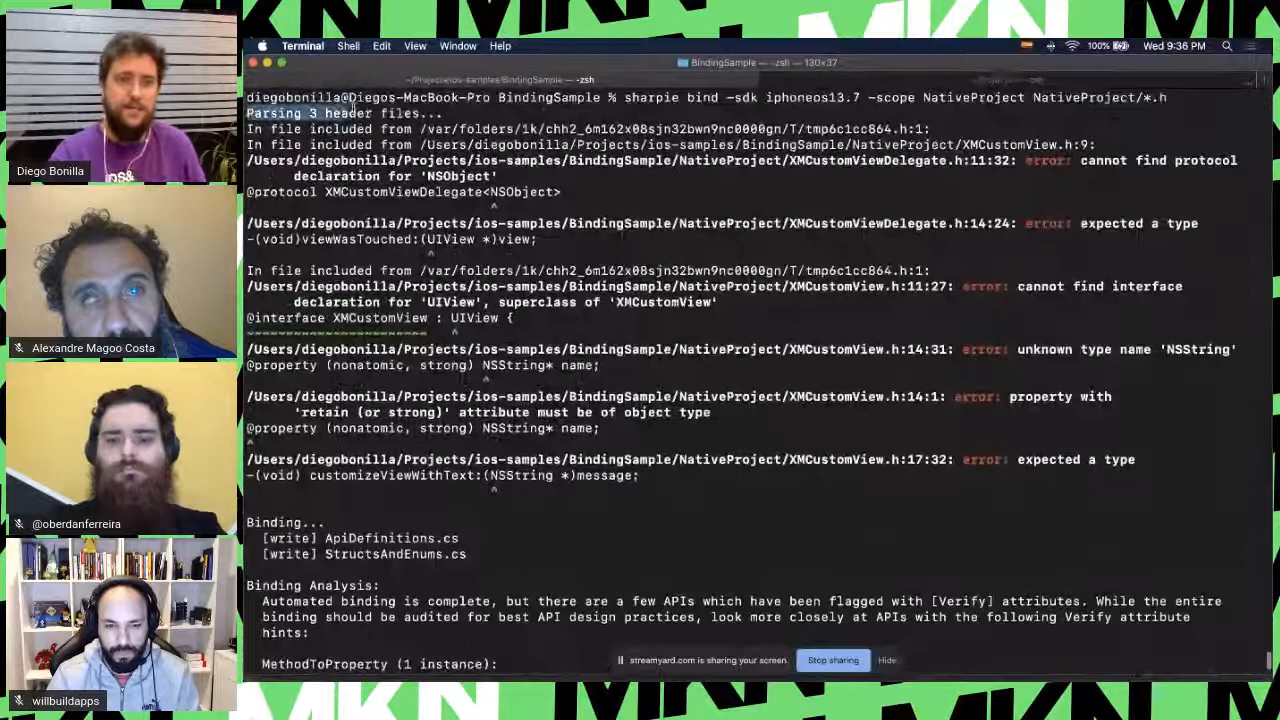 MKN
Terminal Shell Edit View Window Help
100% Wed 9:36 PM
BindingSample — -zsh — 130×37
~/Projects/ios-samples/BindingSample — -zsh
diegobonilla@Diegos-MacBook-Pro BindingSample % sharpie bind -sdk iphoneos13.7 -scope NativeProject NativeProject/*.h
Parsing 3 header files...
In file included from /var/folders/1k/chh2_6m162x08sjn32bwn9nc0000gn/T/tmp6c1cc864.h:1:
In file included from /Users/diegobonilla/Projects/ios-samples/BindingSample/NativeProject/XMCustomView.h:9:
/Users/diegobonilla/Projects/ios-samples/BindingSample/NativeProject/XMCustomViewDelegate.h:11:32: error: cannot find protocol
declaration for 'NSObject'
@protocol XMCustomViewDelegate<NSObject>
^
/Users/diegobonilla/Projects/ios-samples/BindingSample/NativeProject/XMCustomViewDelegate.h:14:24: error: expected a type
-(void)viewWasTouched:(UIView *)view;
^
In file included from /var/folders/1k/chh2_6m162x08sjn32bwn9nc0000gn/T/tmp6c1cc864.h:1:
/Users/diegobonilla/Projects/ios-samples/BindingSample/NativeProject/XMCustomView.h:11:27: error: cannot find interface
declaration for 'UIView', superclass of 'XMCustomView'
@interface XMCustomView : UIView {
~~~~~~~~~~~~~~~~~~~~~~~ ^
/Users/diegobonilla/Projects/ios-samples/BindingSample/NativeProject/XMCustomView.h:14:31: error: unknown type name 'NSString'
@property (nonatomic, strong) NSString* name;
^
/Users/diegobonilla/Projects/ios-samples/BindingSample/NativeProject/XMCustomView.h:14:1: error: property with
'retain (or strong)' attribute must be of object type
@property (nonatomic, strong) NSString* name;
^
/Users/diegobonilla/Projects/ios-samples/BindingSample/NativeProject/XMCustomView.h:17:32: error: expected a type
-(void) customizeViewWithText:(NSString *)message;
^
Binding...
[write] ApiDefinitions.cs
[write] StructsAndEnums.cs
Binding Analysis:
Automated binding is complete, but there are a few APIs which have been flagged with [Verify] attributes. While the entire
binding should be audited for best API design practices, look more closely at APIs with the following Verify attribute
hints:
MethodToProperty (1 instance):
streamyard.com is sharing your screen. Stop sharing Hide
Diego Bonilla
Alexandre Magoo Costa
@oberdanferreira
willbuildapps
MKN